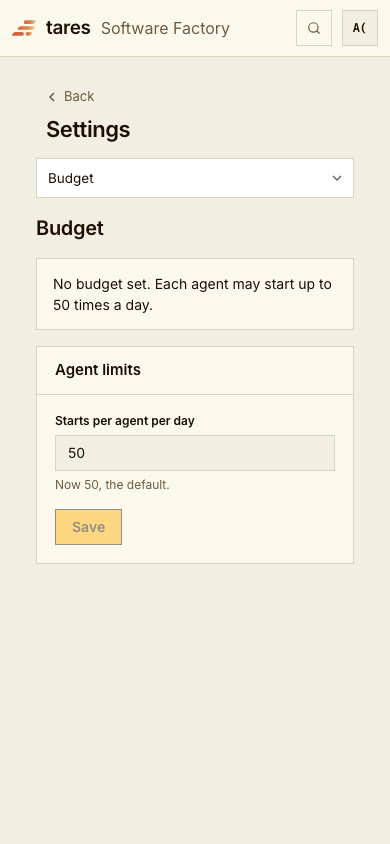 tares Software Factory
A(
Back
Settings
Budget
Budget
No budget set. Each agent may start up to
50 times a day.
Agent limits
Starts per agent per day
50
Now 50, the default.
Save